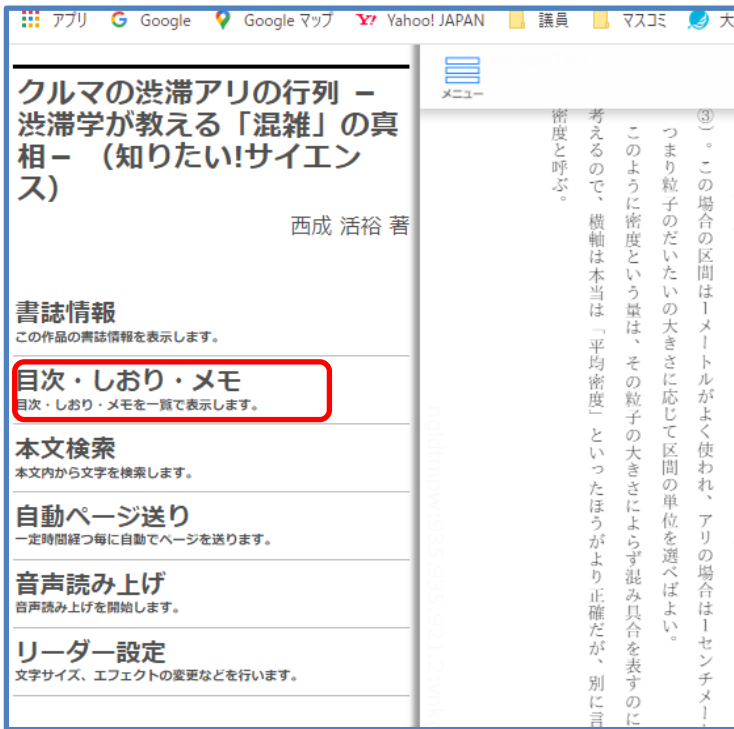 アプリ Google Google マップ Yahoo! JAPAN 議員 マスコミ 大
クルマの渋滞アリの行列 −
渋滞学が教える「混雑」の真
相− （知りたい!サイエン
ス）
西成 活裕 著
書誌情報
この作品の書誌情報を表示します。
目次・しおり・メモ
目次・しおり・メモを一覧で表示します。
本文検索
本文内から文字を検索します。
自動ページ送り
一定時間経つ毎に自動でページを送ります。
音声読み上げ
音声読み上げを開始します。
リーダー設定
文字サイズ、エフェクトの変更などを行います。
メニュー
③）。この場合の区間は1メートルがよく使われ、アリの場合は1センチメー
つまり粒子のだいたいの大きさに応じて区間の単位を選べばよい。
このように密度という量は、その粒子の大きさによらず混み具合を表すのに
考えるので、横軸は本当は「平均密度」といったほうがより正確だが、別に言
密度と呼ぶ。